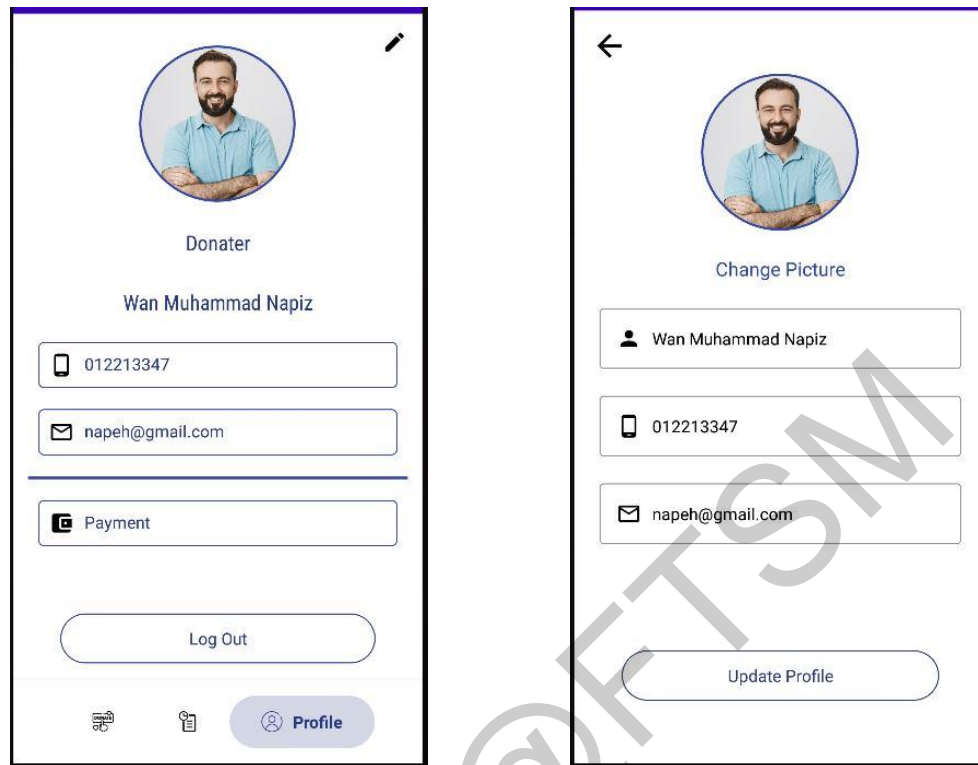 Donater
Wan Muhammad Napiz
012213347
napeh@gmail.com
Payment
Log Out
DONATE
Profile
Change Picture
Wan Muhammad Napiz
012213347
napeh@gmail.com
Update Profile
@FTSM